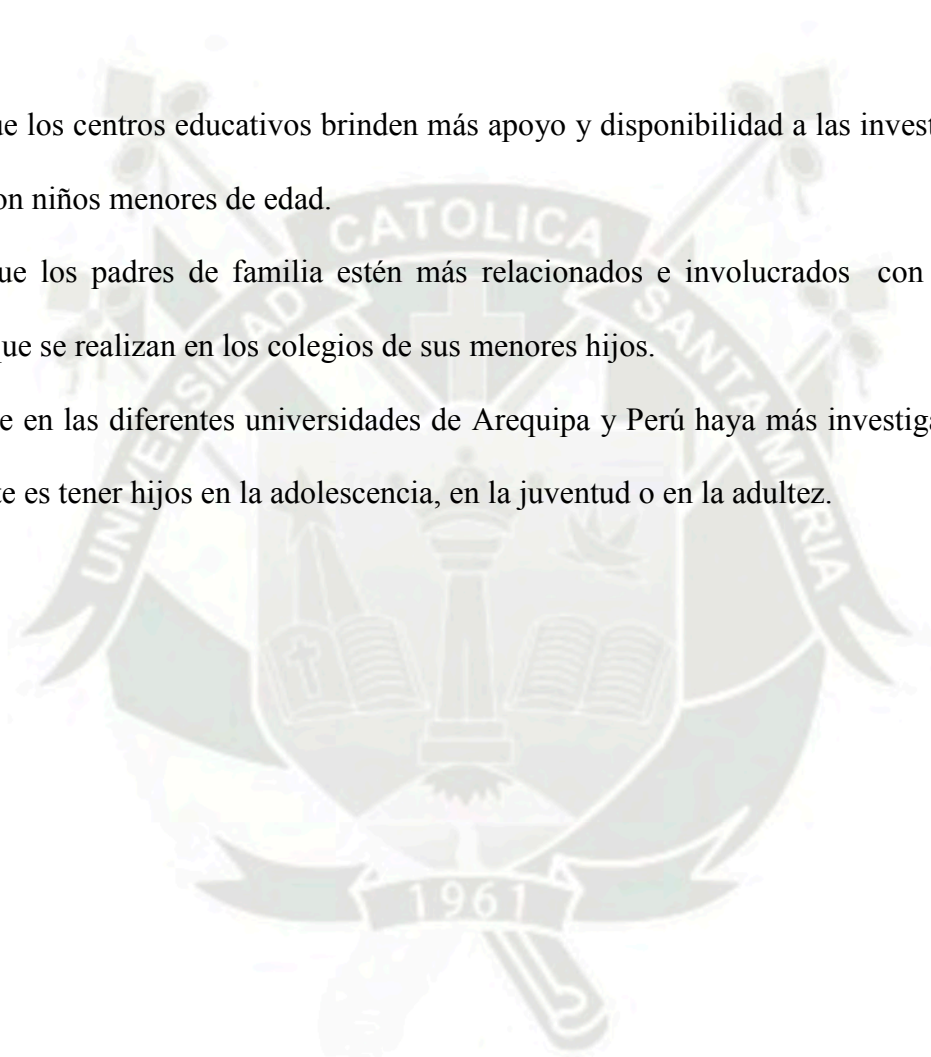 ue los centros educativos brinden más apoyo y disponibilidad a las invest
on niños menores de edad.
ue los padres de familia estén más relacionados e involucrados con
que se realizan en los colegios de sus menores hijos.
e en las diferentes universidades de Arequipa y Perú haya más investiga
te es tener hijos en la adolescencia, en la juventud o en la adultez.
UNIVERSIDAD CATOLICA SANTA MARIA
1961